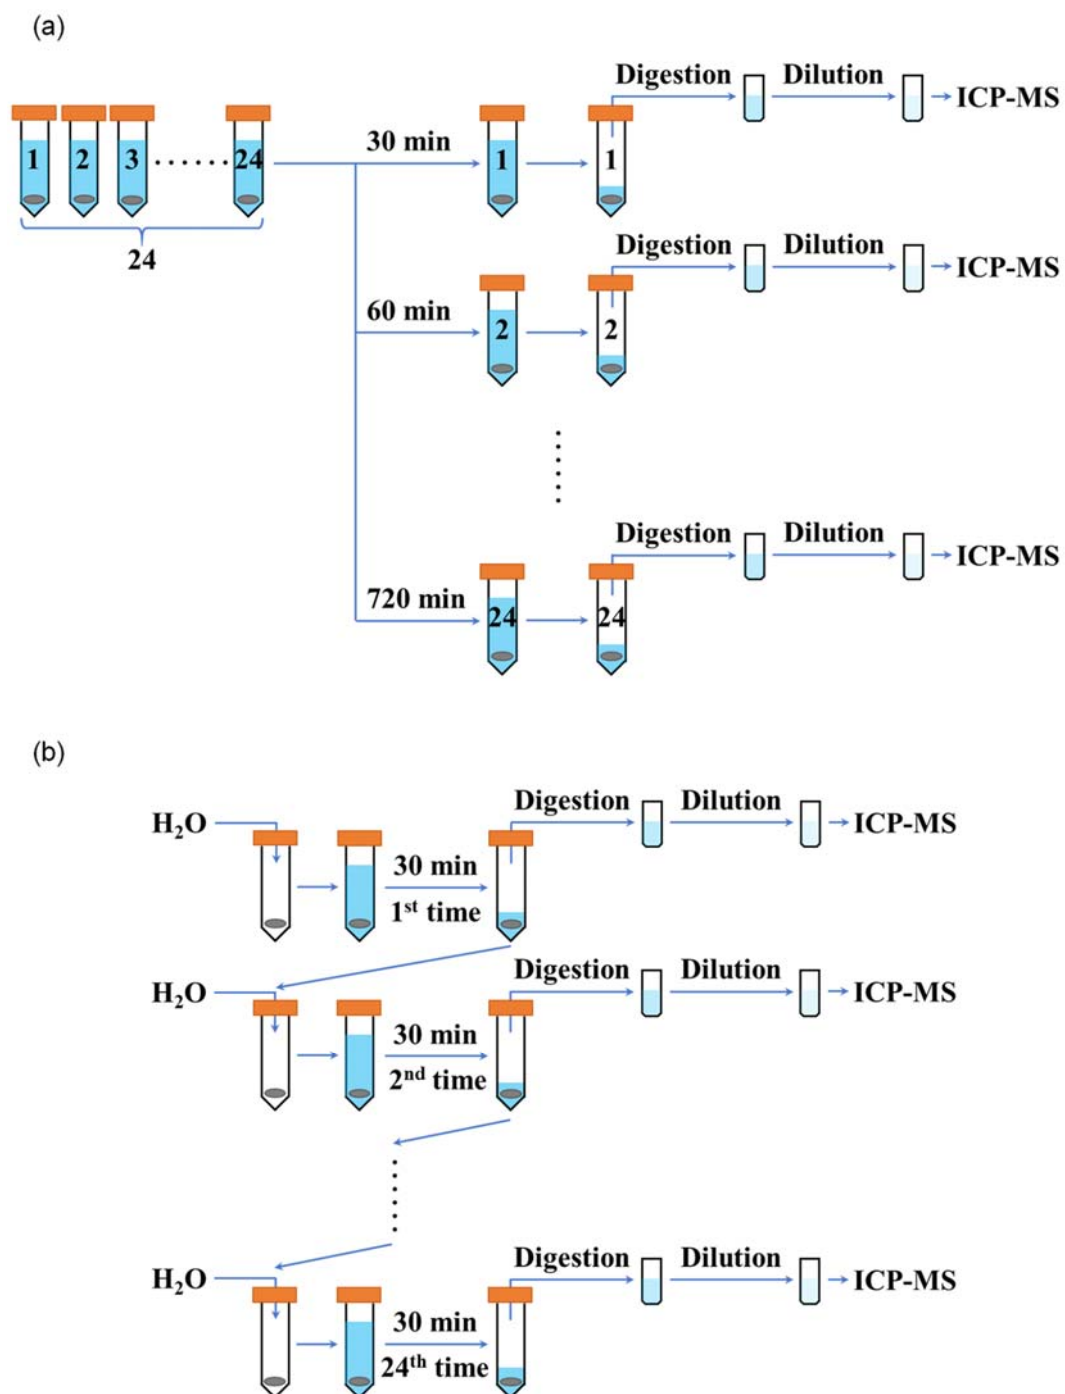 (a)
Digestion Dilution
ICP-MS
1 2 3 ...... 24
30 min
1 1
24
Digestion Dilution
ICP-MS
60 min
2 2
Digestion Dilution
ICP-MS
720 min
24 24
(b)
Digestion Dilution
H₂O ICP-MS
30 min
1ˢᵗ time
Digestion Dilution
H₂O ICP-MS
30 min
2ⁿᵈ time
Digestion Dilution
H₂O ICP-MS
30 min
24ᵗʰ time